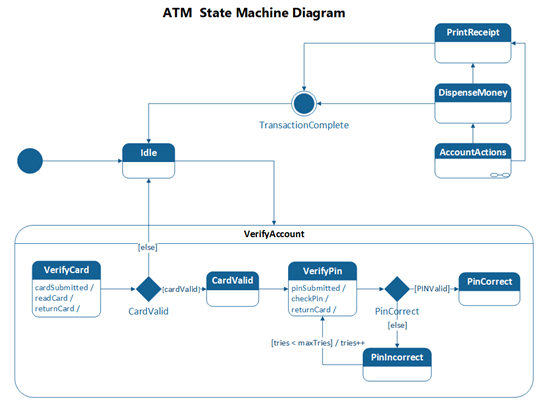 ATM State Machine Diagram
PrintReceipt
DispenseMoney
TransactionComplete
AccountActions
Idle
VerifyAccount
[else]
VerifyCard
cardSubmitted /
readCard /
returnCard /
CardValid
[cardValid]
CardValid
VerifyPin
pinSubmitted /
checkPin /
returnCard /
PinCorrect
[PINValid]
PinCorrect
[else]
[tries < maxTries] / tries++
PinIncorrect